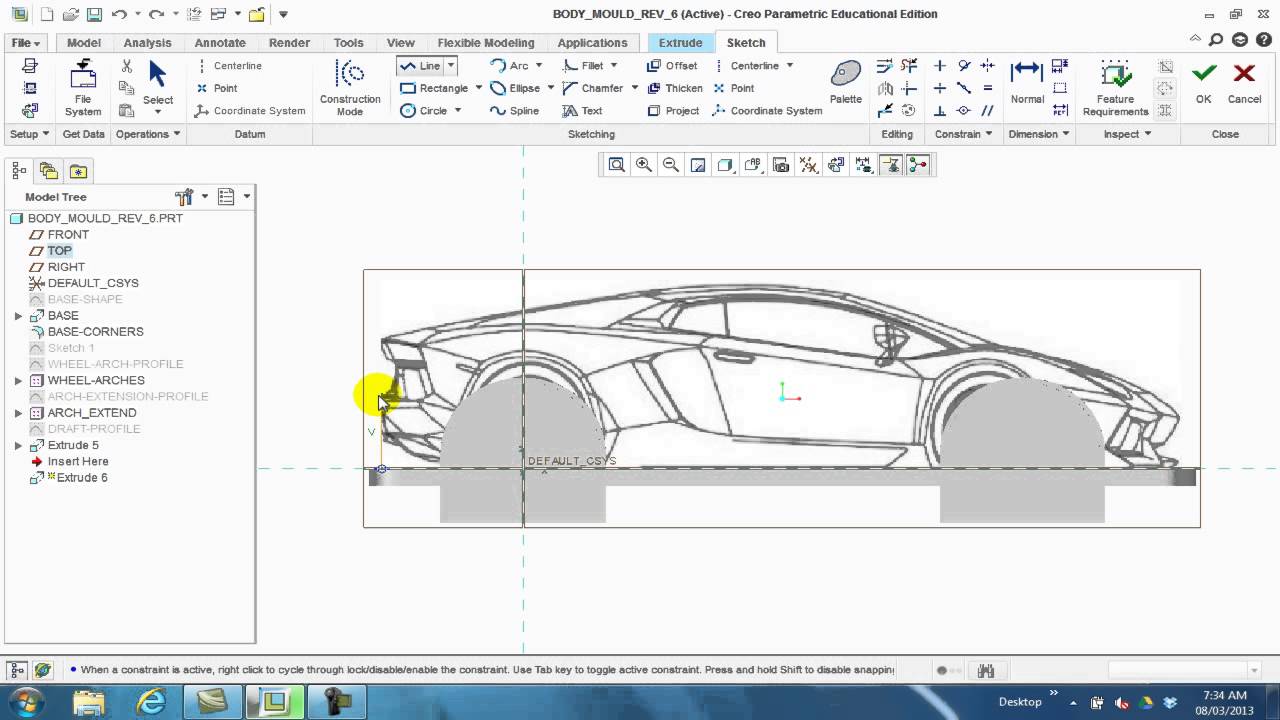 BODY_MOULD_REV_6 (Active) - Creo Parametric Educational Edition
File Model Analysis Annotate Render Tools View Flexible Modeling Applications Extrude Sketch
Centerline Line Arc Fillet Offset Centerline
File System Select Point Construction Mode Rectangle Ellipse Chamfer Thicken Point Palette Normal Feature Requirements OK Cancel
Coordinate System Circle Spline Text Project Coordinate System
Setup Get Data Operations Datum Sketching Editing Constrain Dimension Inspect Close
Model Tree
BODY_MOULD_REV_6.PRT
FRONT
TOP
RIGHT
DEFAULT_CSYS
BASE-SHAPE
BASE
BASE-CORNERS
Sketch 1
WHEEL-ARCH-PROFILE
WHEEL-ARCHES
ARCH-EXTENSION-PROFILE
ARCH_EXTEND
DRAFT-PROFILE
Extrude 5
Insert Here
Extrude 6
V
DEFAULT_CSYS
When a constraint is active, right click to cycle through lock/disable/enable the constraint. Use Tab key to toggle active constraint. Press and hold Shift to disable snapping
Desktop
7:34 AM
08/03/2013